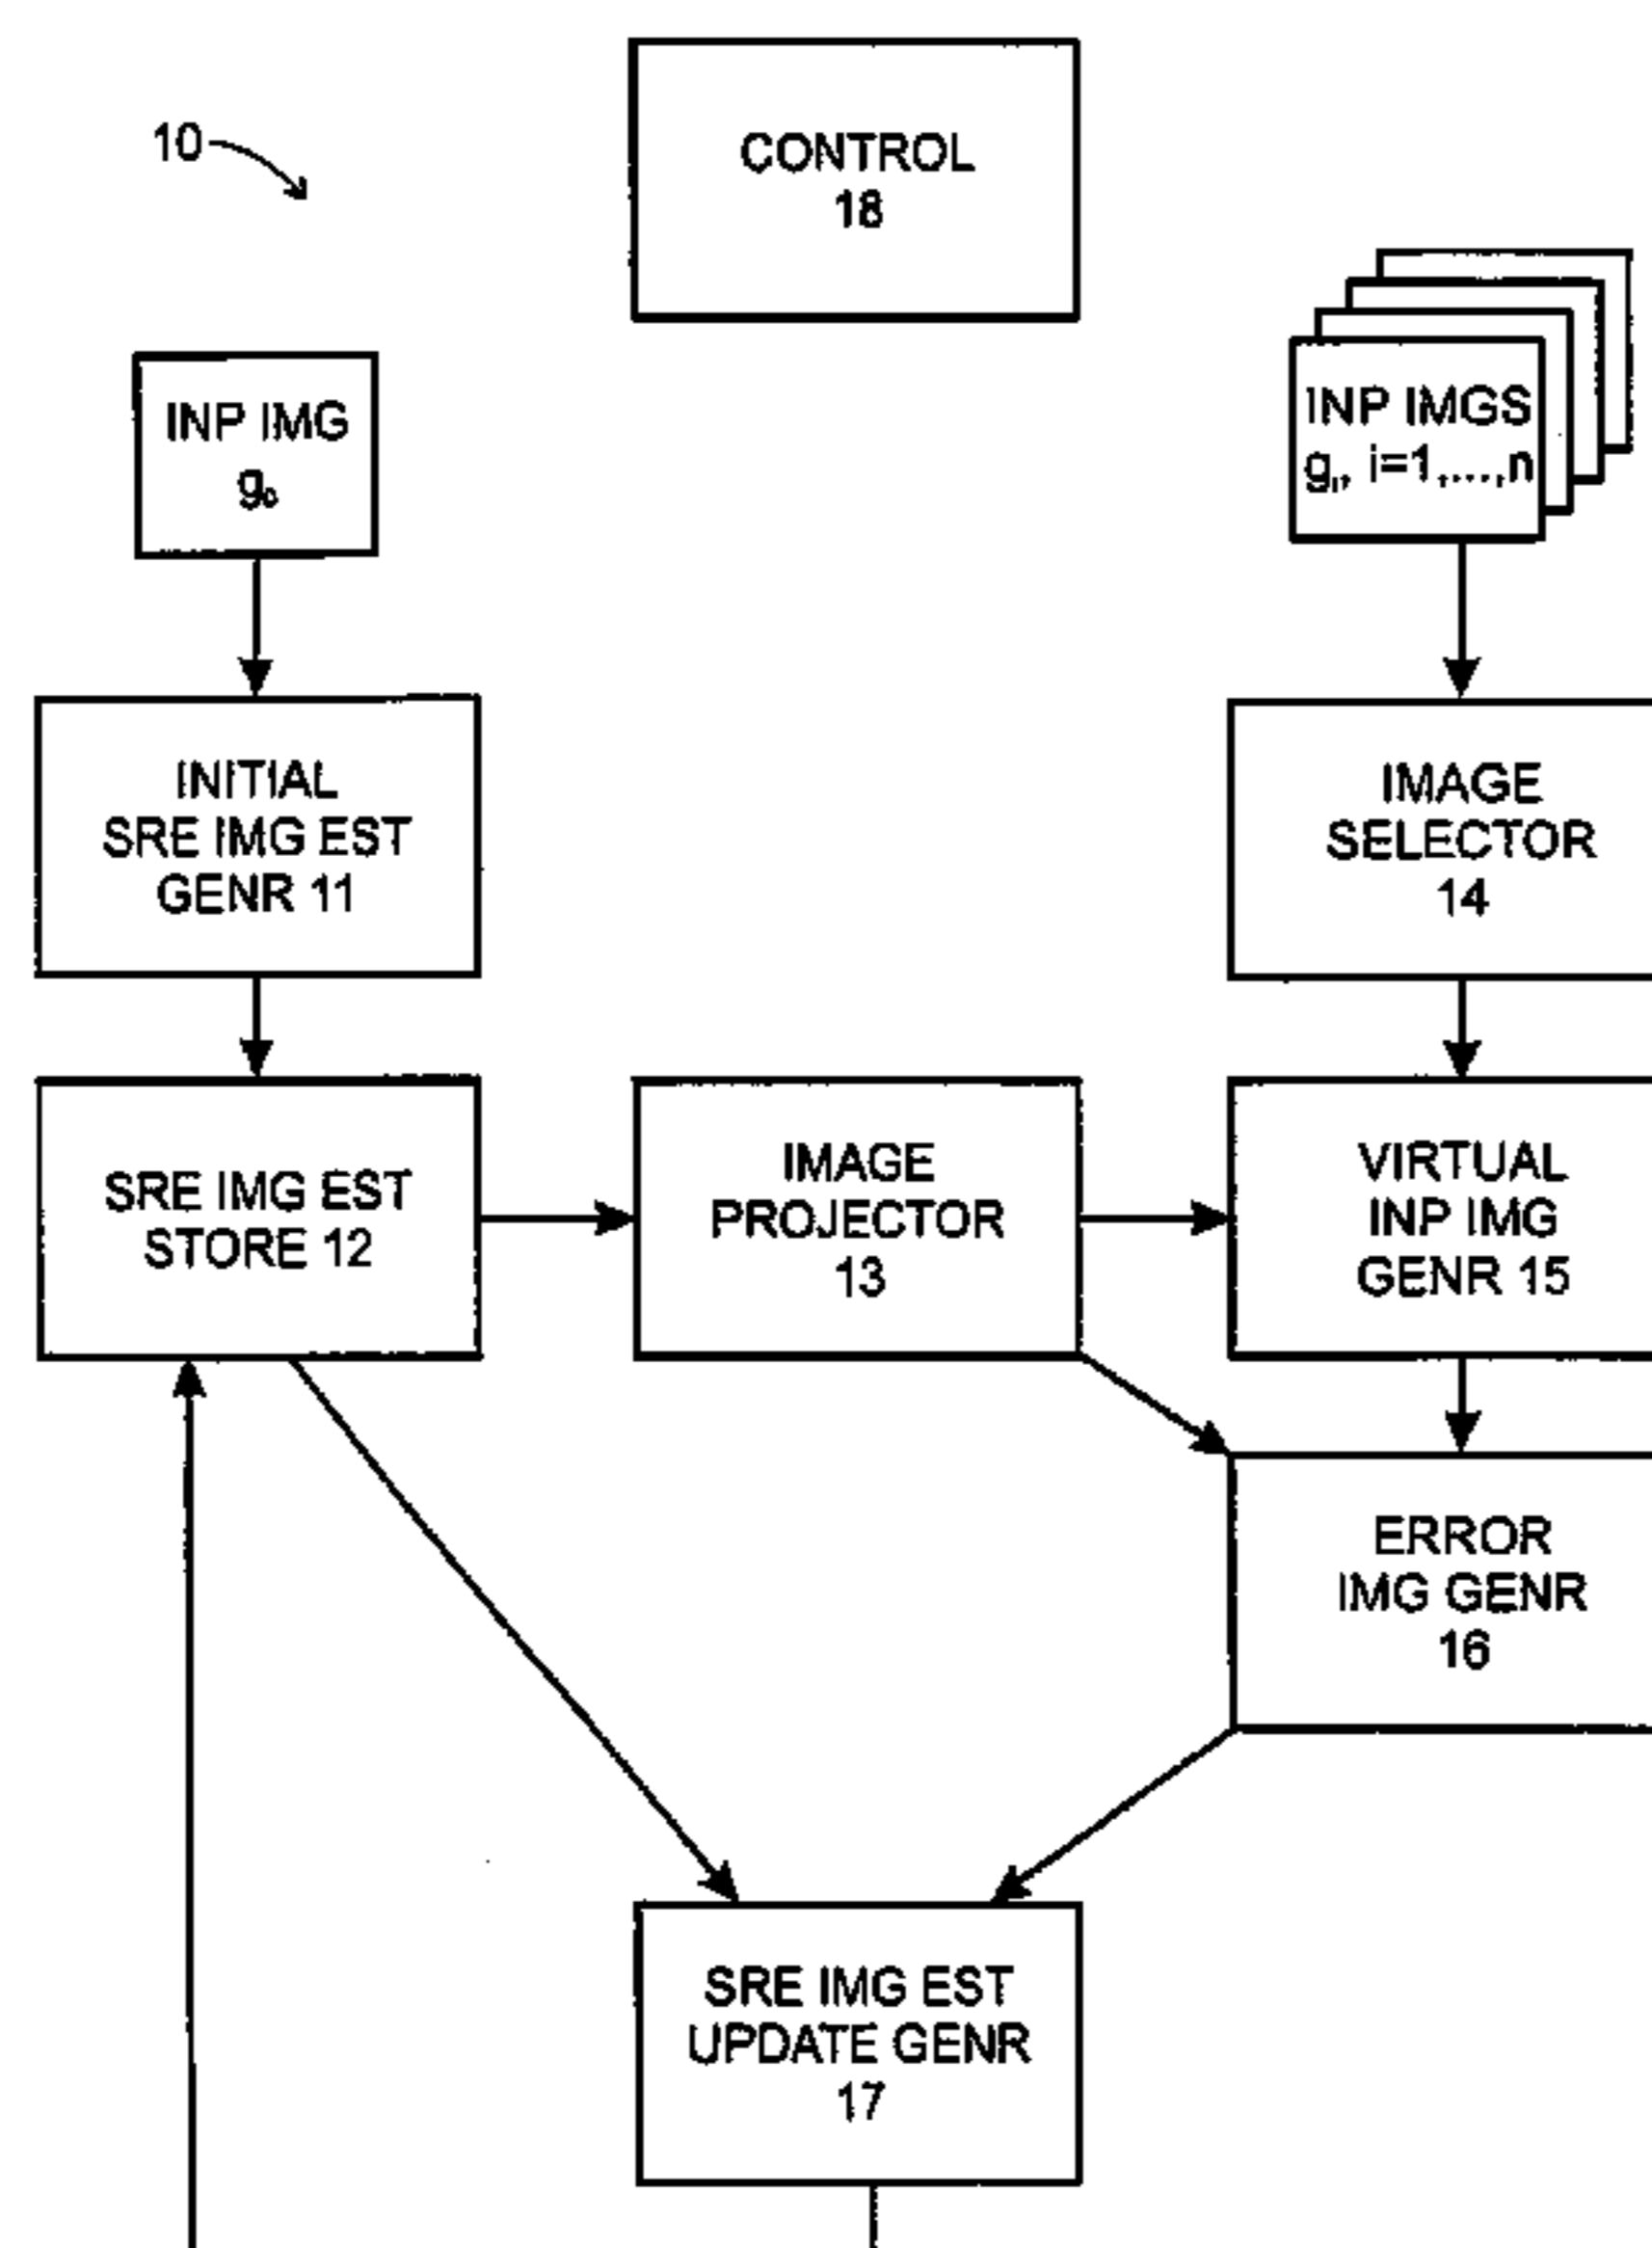 10
CONTROL
18
INP IMG
g₀
INP IMGS
gᵢ, i=1,...,n
INITIAL
SRE IMG EST
GENR 11
IMAGE
SELECTOR
14
SRE IMG EST
STORE 12
IMAGE
PROJECTOR
13
VIRTUAL
INP IMG
GENR 15
ERROR
IMG GENR
16
SRE IMG EST
UPDATE GENR
17